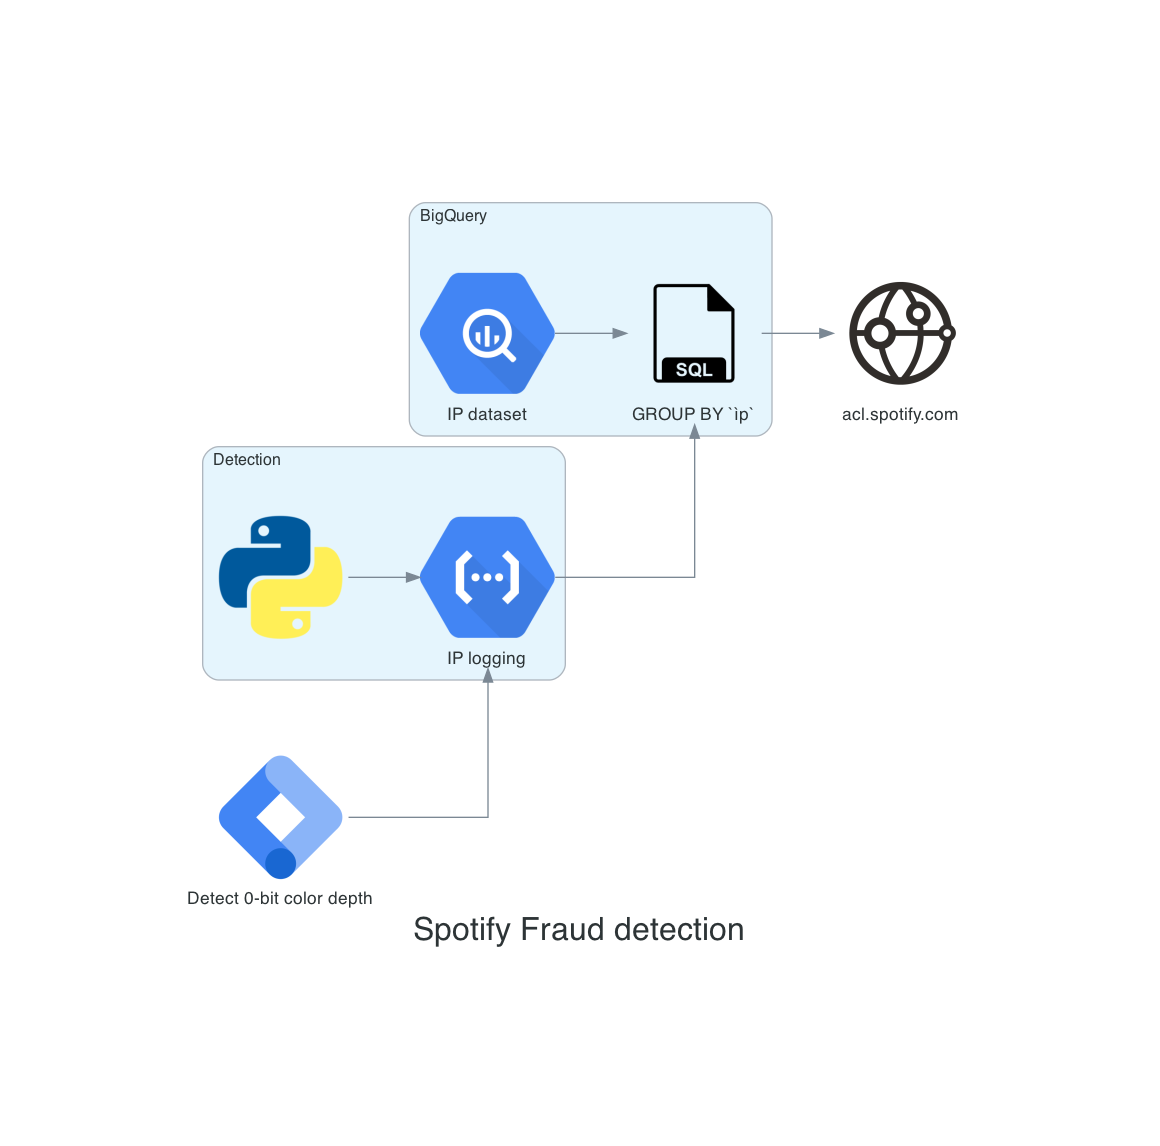 BigQuery
SQL
IP dataset
GROUP BY `ìp`
acl.spotify.com
Detection
IP logging
Detect 0-bit color depth
Spotify Fraud detection